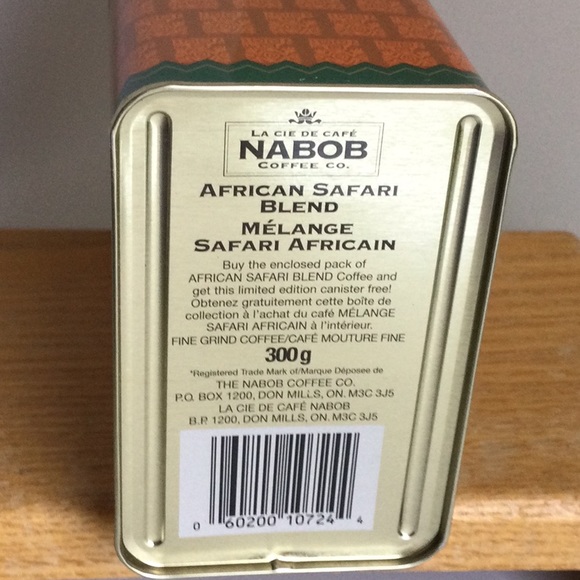 LA CIE DE CAFÉ
NABOB
COFFEE CO.
AFRICAN SAFARI
BLEND
MÉLANGE
SAFARI AFRICAIN
Buy the enclosed pack of
AFRICAN SAFARI BLEND Coffee and
get this limited edition canister free!
Obtenez gratuitement cette boîte de
collection à l'achat du café MÉLANGE
SAFARI AFRICAIN à l'intérieur.
FINE GRIND COFFEE/CAFÉ MOUTURE FINE
300 g
*Registered Trade Mark of/Marque Déposée de
THE NABOB COFFEE CO.
P.O. BOX 1200, DON MILLS, ON. M3C 3J5
LA CIE DE CAFÉ NABOB
B.P. 1200, DON MILLS, ON. M3C 3J5
0 60200 10724 4